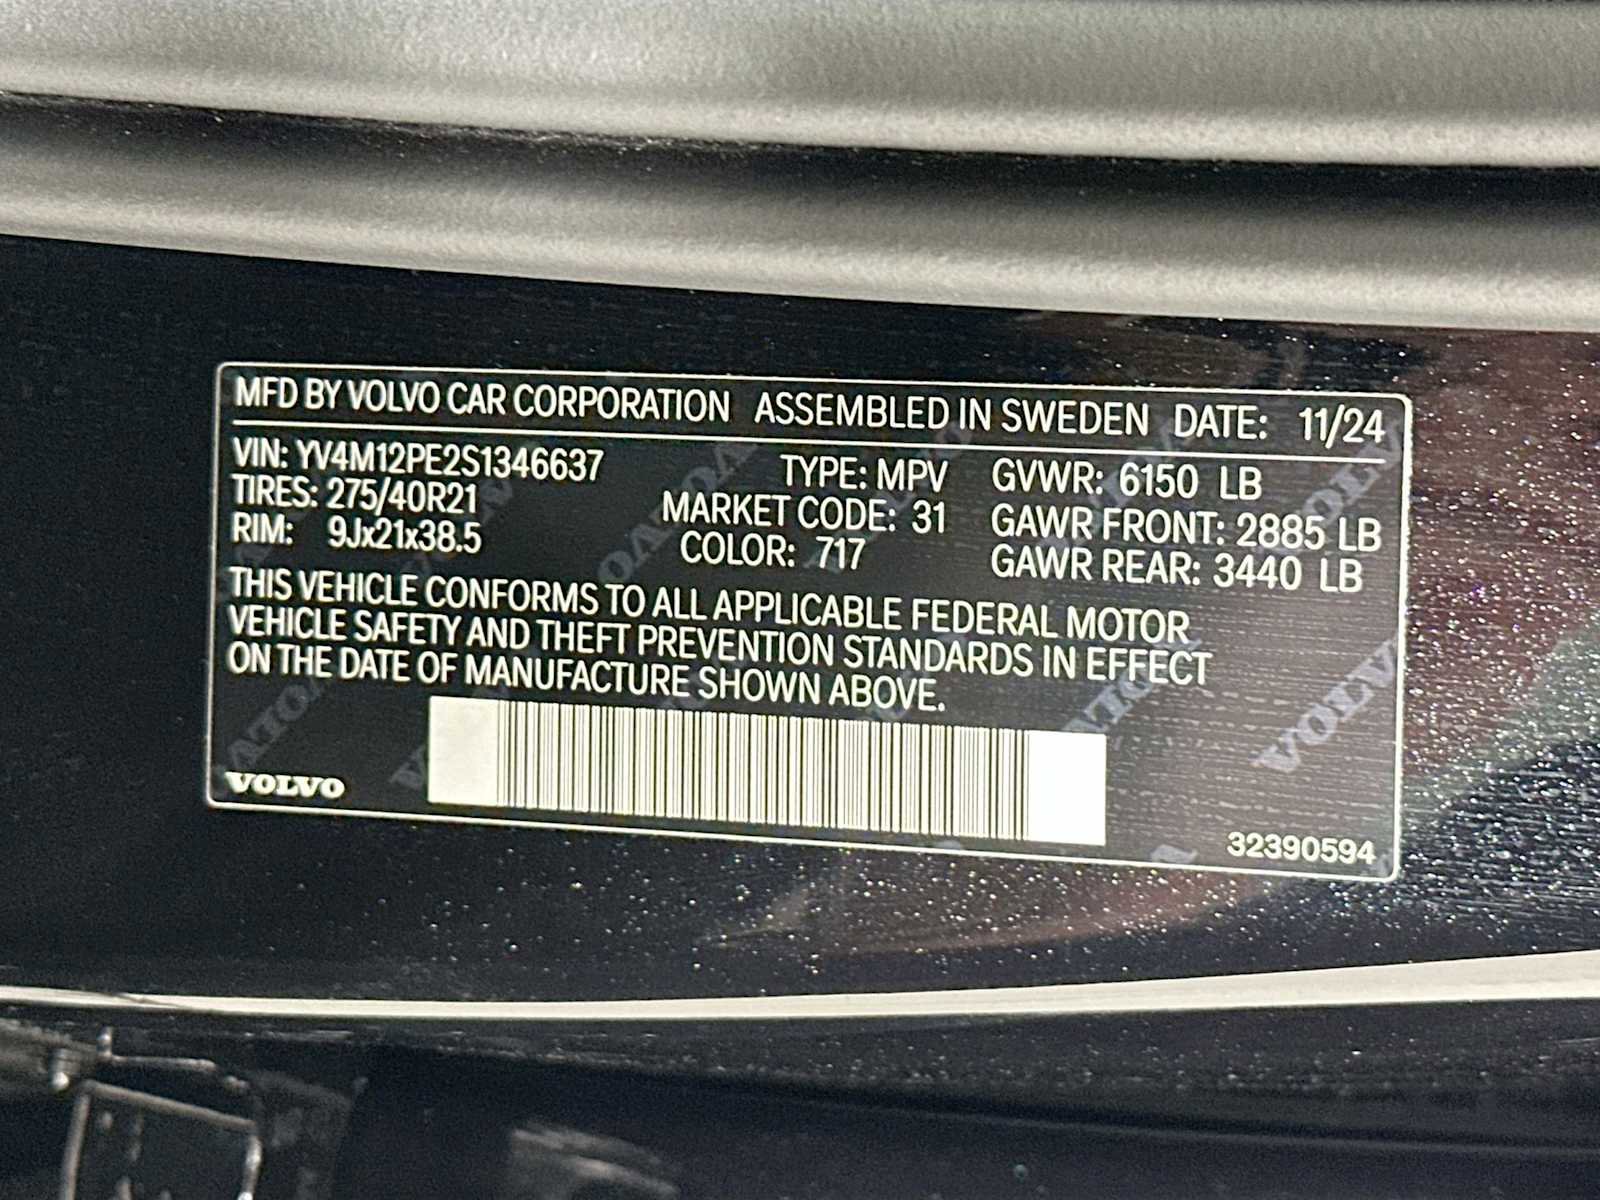 MFD BY VOLVO CAR CORPORATION ASSEMBLED IN SWEDEN DATE: 11/24
VIN: YV4M12PE2S1346637 TYPE: MPV GVWR: 6150 LB
TIRES: 275/40R21 MARKET CODE: 31 GAWR FRONT: 2885 LB
RIM: 9Jx21x38.5 COLOR: 717 GAWR REAR: 3440 LB
THIS VEHICLE CONFORMS TO ALL APPLICABLE FEDERAL MOTOR
VEHICLE SAFETY AND THEFT PREVENTION STANDARDS IN EFFECT
ON THE DATE OF MANUFACTURE SHOWN ABOVE.
VOLVO
32390594